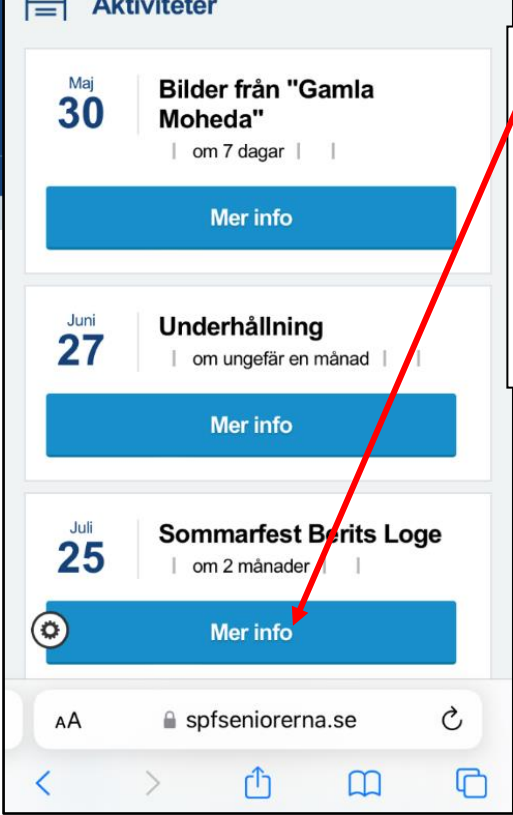 Aktiviteter
Maj
30
Bilder från "Gamla
Moheda"
| om 7 dagar | |
Mer info
Juni
27
Underhållning
| om ungefär en månad | |
Mer info
Juli
25
Sommarfest Berits Loge
| om 2 månader | |
Mer info
AA spfseniorerna.se